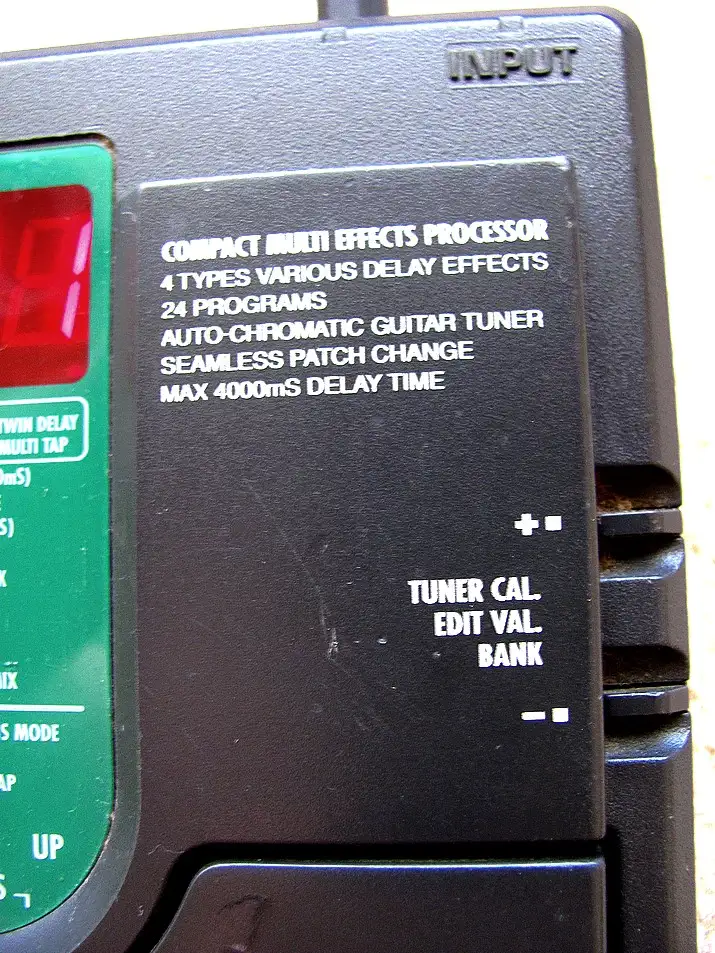 INPUT
COMPACT MULTI EFFECTS PROCESSOR
4 TYPES VARIOUS DELAY EFFECTS
24 PROGRAMS
AUTO-CHROMATIC GUITAR TUNER
SEAMLESS PATCH CHANGE
MAX 4000mS DELAY TIME
TWIN DELAY
MULTI TAP
+
TUNER CAL.
EDIT VAL.
BANK
-
MODE
UP